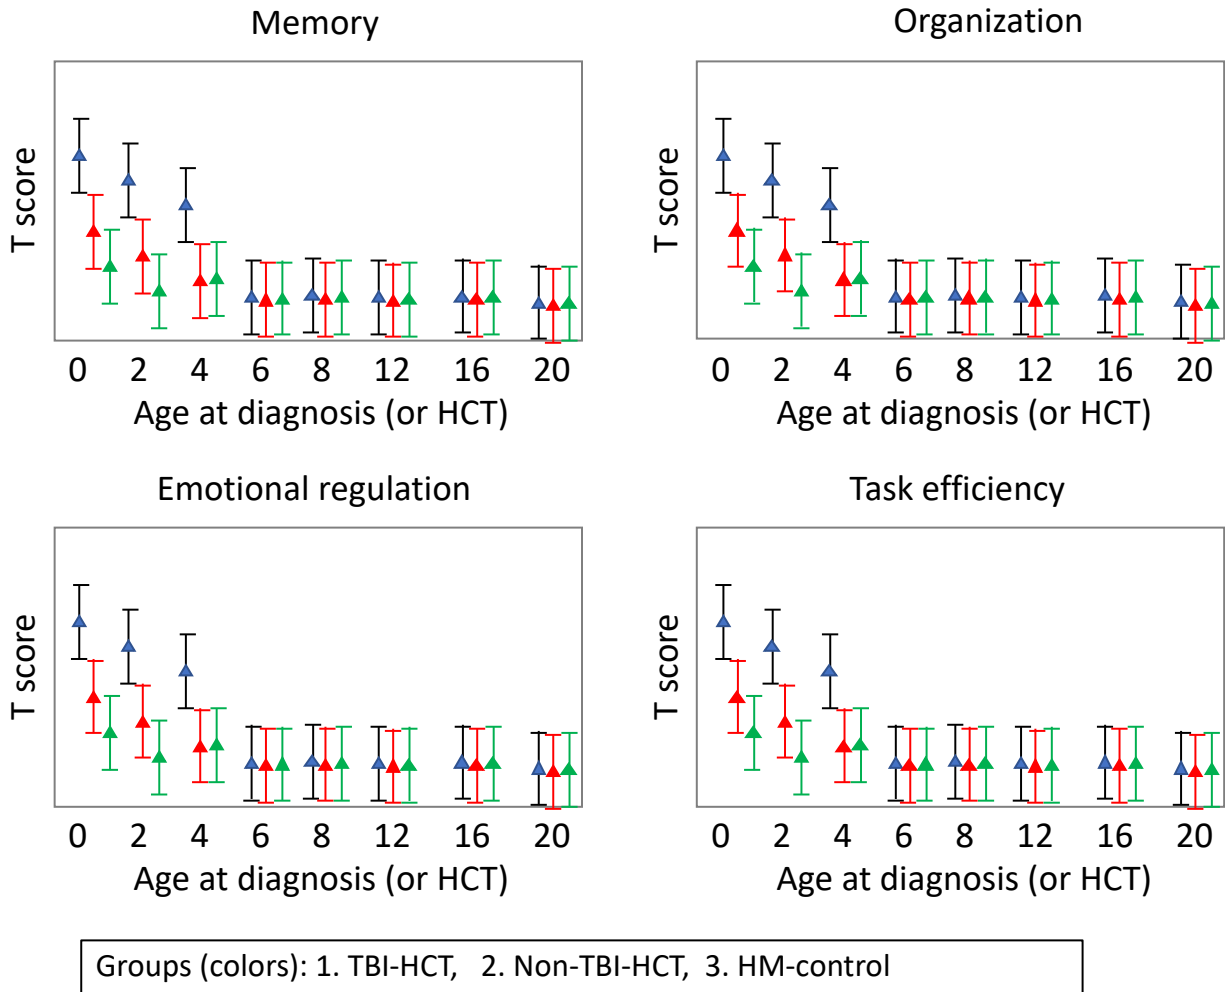 Memory
T score
0 2 4 6 8 12 16 20
Age at diagnosis (or HCT)
Organization
T score
0 2 4 6 8 12 16 20
Age at diagnosis (or HCT)
Emotional regulation
T score
0 2 4 6 8 12 16 20
Age at diagnosis (or HCT)
Task efficiency
T score
0 2 4 6 8 12 16 20
Age at diagnosis (or HCT)
Groups (colors): 1. TBI-HCT, 2. Non-TBI-HCT, 3. HM-control